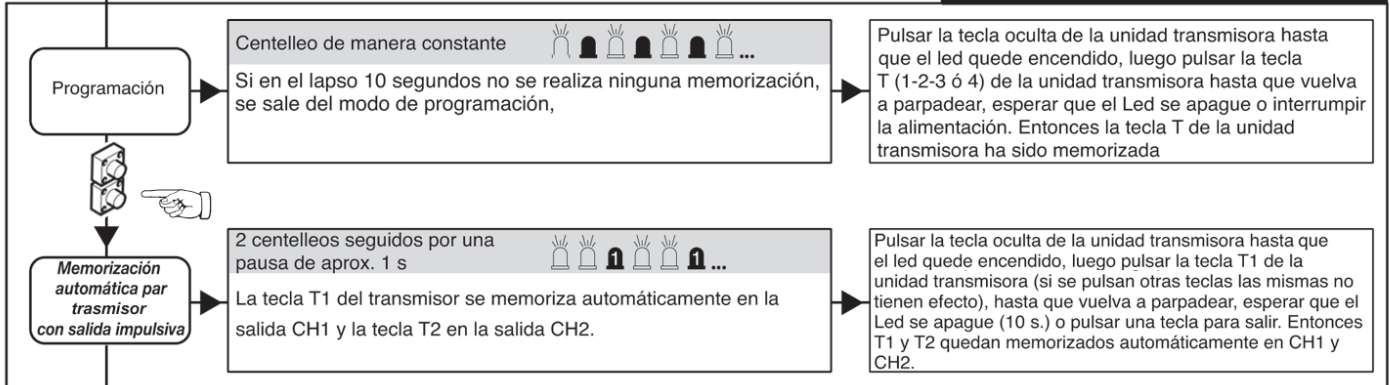 Programación
Centelleo de manera constante
...
Si en el lapso 10 segundos no se realiza ninguna memorización,
se sale del modo de programación,
Pulsar la tecla oculta de la unidad transmisora hasta
que el led quede encendido, luego pulsar la tecla
T (1-2-3 ó 4) de la unidad transmisora hasta que vuelva
a parpadear, esperar que el Led se apague o interrumpir
la alimentación. Entonces la tecla T de la unidad
transmisora ha sido memorizada
Memorización
automática par
trasmisor
con salida impulsiva
2 centelleos seguidos por una
pausa de aprox. 1 s
1 1 ...
La tecla T1 del transmisor se memoriza automáticamente en la
salida CH1 y la tecla T2 en la salida CH2.
Pulsar la tecla oculta de la unidad transmisora hasta que
el led quede encendido, luego pulsar la tecla T1 de la
unidad transmisora (si se pulsan otras teclas las mismas no
tienen efecto), hasta que vuelva a parpadear, esperar que el
Led se apague (10 s.) o pulsar una tecla para salir. Entonces
T1 y T2 quedan memorizados automáticamente en CH1 y
CH2.